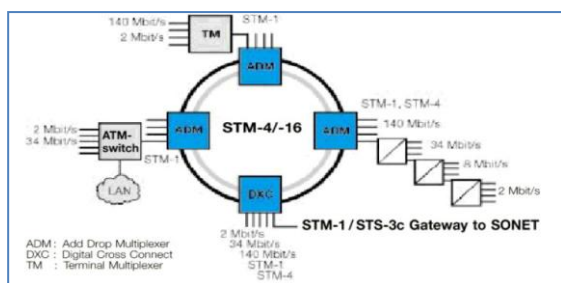 140 Mbit/s
2 Mbit/s
TM
STM-1
ADM
2 Mbit/s
34 Mbit/s
ATM-
switch
LAN
STM-1
ADM
STM-4/-16
ADM
STM-1, STM-4
140 Mbit/s
34 Mbit/s
8 Mbit/s
2 Mbit/s
DXC
STM-1/STS-3c Gateway to SONET
2 Mbit/s
34 Mbit/s
140 Mbit/s
STM-1
STM-4
ADM : Add Drop Multiplexer
DXC : Digital Cross Connect
TM : Terminal Multiplexer